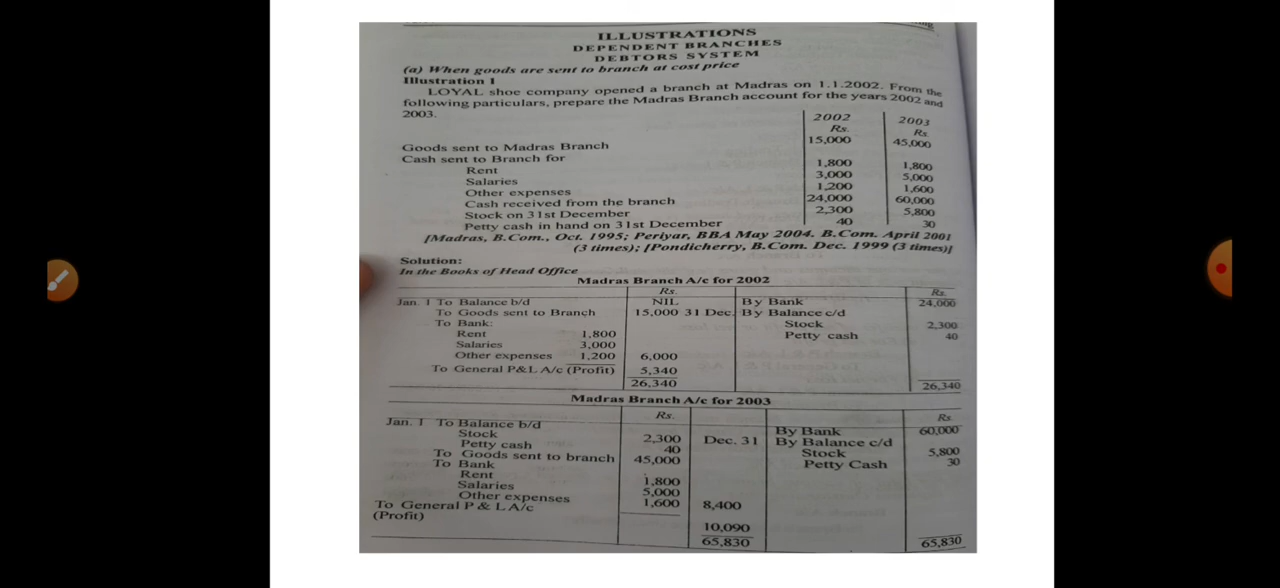 ILLUSTRATIONS
DEPENDENT BRANCHES
DEBTORS SYSTEM
(a) When goods are sent to branch at cost price
Illustration 1
LOYAL shoe company opened a branch at Madras on 1.1.2002. From the
following particulars, prepare the Madras Branch account for the years 2002 and
2003.
2002 2003
Rs. Rs.
Goods sent to Madras Branch 15,000 45,000
Cash sent to Branch for
Rent 1,800 1,800
Salaries 3,000 5,000
Other expenses 1,200 1,600
Cash received from the branch 24,000 60,000
Stock on 31st December 2,300 5,800
Petty cash in hand on 31st December 40 30
[Madras, B.Com., Oct. 1995; Periyar, BBA May 2004. B.Com. April 2001
(3 times); [Pondicherry, B.Com. Dec. 1999 (3 times)]
Solution:
In the Books of Head Office
Madras Branch A/c for 2002
Rs. Rs.
Jan. 1 To Balance b/d NIL By Bank 24,000
To Goods sent to Branch 15,000 31 Dec. By Balance c/d
To Bank: Stock 2,300
Rent 1,800 Petty cash 40
Salaries 3,000
Other expenses 1,200 6,000
To General P&L A/c (Profit) 5,340
26,340 26,340
Madras Branch A/c for 2003
Rs. Rs.
Jan. 1 To Balance b/d By Bank 60,000
Stock 2,300 Dec. 31 By Balance c/d
Petty cash 40 Stock 5,800
To Goods sent to branch 45,000 Petty Cash 30
To Bank
Rent 1,800
Salaries 5,000
Other expenses 1,600 8,400
To General P & L A/c
(Profit) 10,090
65,830 65,830